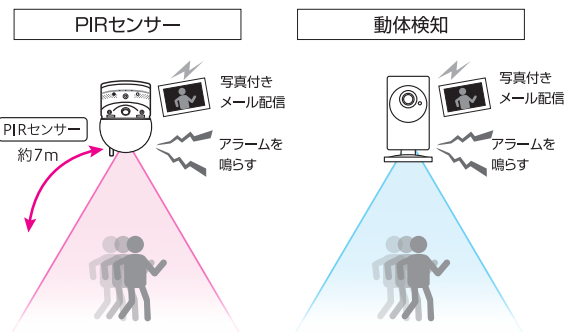 PIRセンサー
写真付き
メール配信
PIRセンサー
約7m
アラームを
鳴らす
動体検知
写真付き
メール配信
アラームを
鳴らす